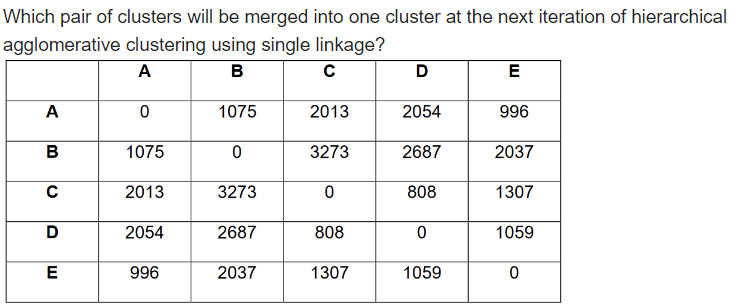 Which pair of clusters will be merged into one cluster at the next iteration of hierarchical
agglomerative clustering using single linkage?
A B C D E
A 0 1075 2013 2054 996
B 1075 0 3273 2687 2037
C 2013 3273 0 808 1307
D 2054 2687 808 0 1059
E 996 2037 1307 1059 0